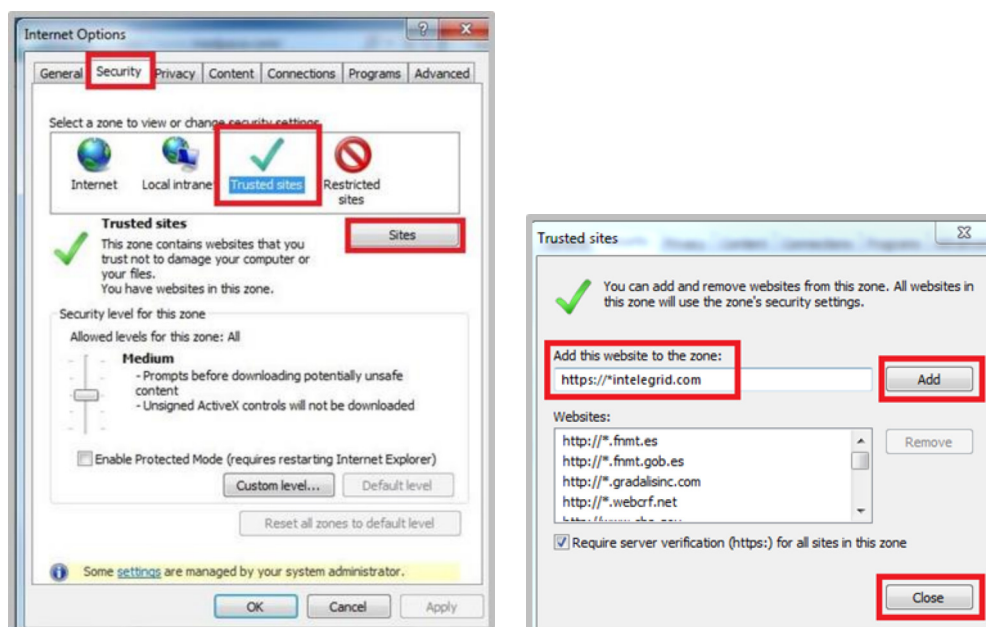 Internet Options
General Security Privacy Content Connections Programs Advanced
Select a zone to view or change security settings.
Internet
Local intrane
Trusted sites
Restricted
sites
Trusted sites
This zone contains websites that you
trust not to damage your computer or
your files.
You have websites in this zone.
Sites
Security level for this zone
Allowed levels for this zone: All
Medium
- Prompts before downloading potentially unsafe
content
- Unsigned ActiveX controls will not be downloaded
Enable Protected Mode (requires restarting Internet Explorer)
Custom level... Default level
Reset all zones to default level
Some settings are managed by your system administrator.
OK Cancel Apply
Trusted sites
You can add and remove websites from this zone. All websites in
this zone will use the zone's security settings.
Add this website to the zone:
https://*intelegrid.com Add
Websites:
http://*.fnmt.es Remove
http://*.fnmt.gob.es
http://*.gradalisinc.com
http://*.webcrf.net
Require server verification (https:) for all sites in this zone
Close